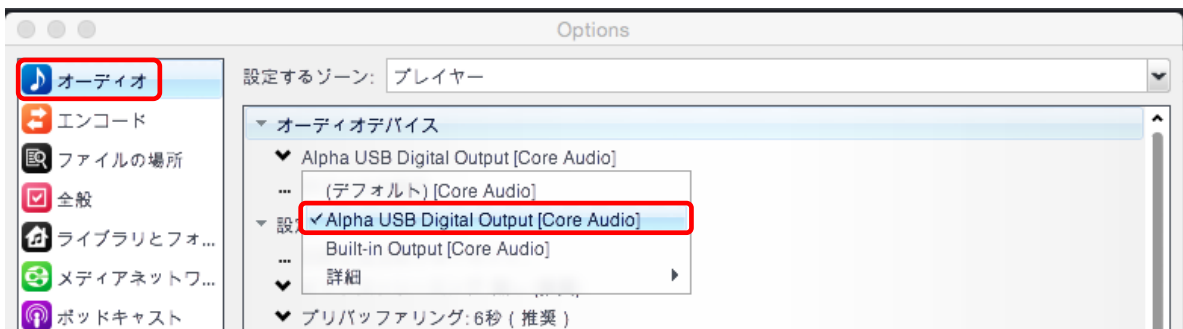 Options
オーディオ
エンコード
ファイルの場所
全般
ライブラリとフォ...
メディアネットワ...
ポッドキャスト
設定するゾーン: プレイヤー
オーディオデバイス
Alpha USB Digital Output [Core Audio]
...
(デフォルト) [Core Audio]
✓Alpha USB Digital Output [Core Audio]
設
Built-in Output [Core Audio]
...
詳細
プリバッファリング: 6秒 ( 推奨 )